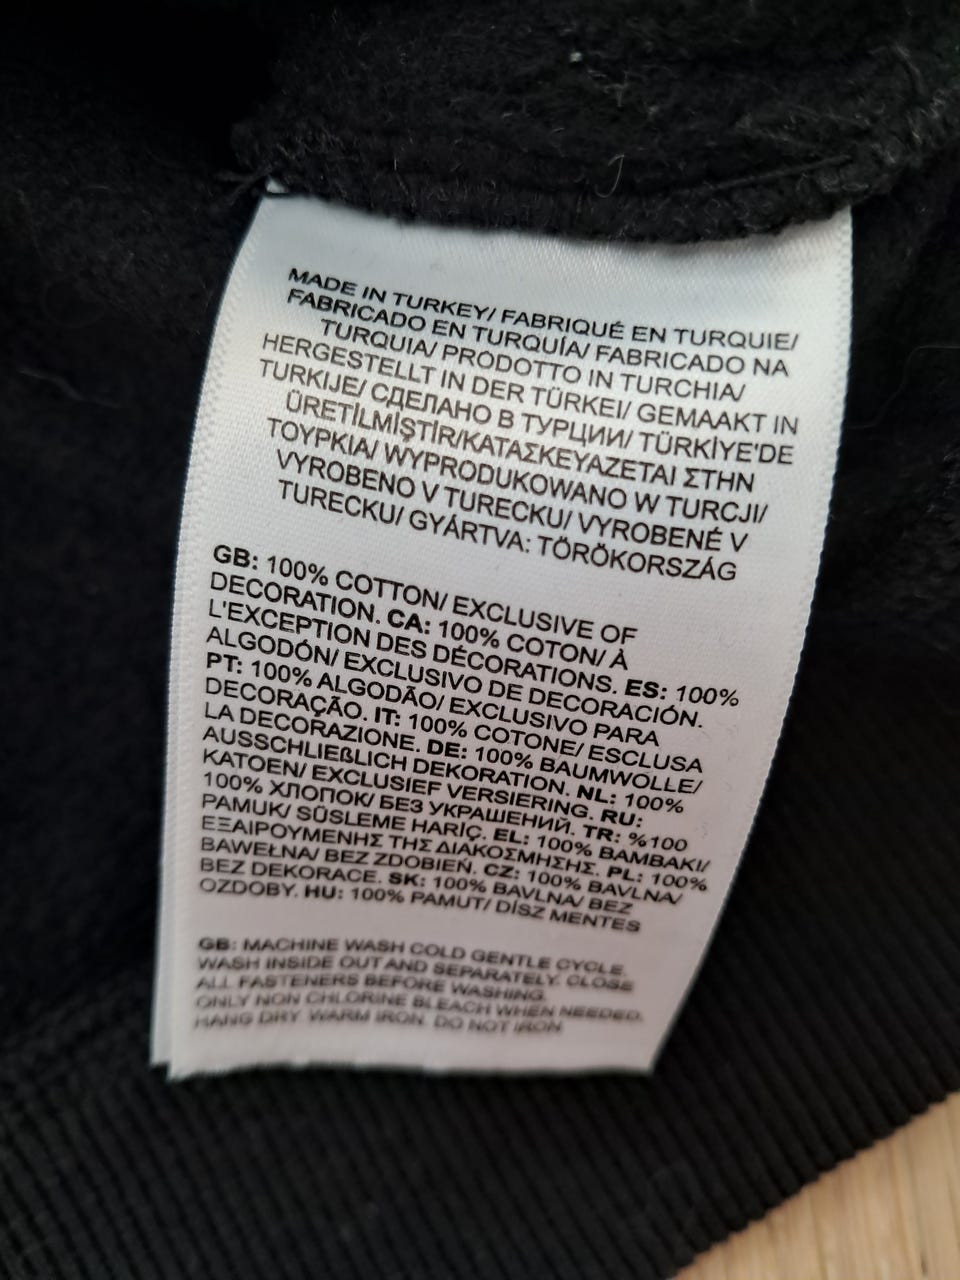 MADE IN TURKEY/ FABRIQUÉ EN TURQUIE/
FABRICADO EN TURQUÍA/ FABRICADO NA
TURQUIA/ PRODOTTO IN TURCHIA/
HERGESTELLT IN DER TÜRKEI/ GEMAAKT IN
TURKIJE/ СДЕЛАНО В ТУРЦИИ/ TÜRKİYE'DE
ÜRETİLMİŞTİR/ΚΑΤΑΣΚΕΥΑΖΕΤΑΙ ΣΤΗΝ
ΤΟΥΡΚΙΑ/ WYPRODUKOWANO W TURCJI/
VYROBENO V TURECKU/ VYROBENÉ V
TURECKU/ GYÁRTVA: TÖRÖKORSZÁG
GB: 100% COTTON/ EXCLUSIVE OF
DECORATION. CA: 100% COTON/ À
L'EXCEPTION DES DÉCORATIONS. ES: 100%
ALGODÓN/ EXCLUSIVO DE DECORACIÓN.
PT: 100% ALGODÃO/ EXCLUSIVO PARA
DECORAÇÃO. IT: 100% COTONE/ ESCLUSA
LA DECORAZIONE. DE: 100% BAUMWOLLE/
AUSSCHLIEßLICH DEKORATION. NL: 100%
KATOEN/ EXCLUSIEF VERSIERING. RU:
100% ХЛОПОК/ БЕЗ УКРАШЕНИЙ. TR: %100
PAMUK/ SÜSLEME HARİÇ. EL: 100% ΒΑΜΒΑΚΙ/
ΕΞΑΙΡΟΥΜΕΝΗΣ ΤΗΣ ΔΙΑΚΟΣΜΗΣΗΣ. PL: 100%
BAWEŁNA/ BEZ ZDOBIEŃ. CZ: 100% BAVLNA/
BEZ DEKORACE. SK: 100% BAVLNA/ BEZ
OZDOBY. HU: 100% PAMUT/ DÍSZ MENTES
GB: MACHINE WASH COLD GENTLE CYCLE.
WASH INSIDE OUT AND SEPARATELY. CLOSE
ALL FASTENERS BEFORE WASHING.
ONLY NON CHLORINE BLEACH WHEN NEEDED.
HANG DRY. WARM IRON. DO NOT IRON